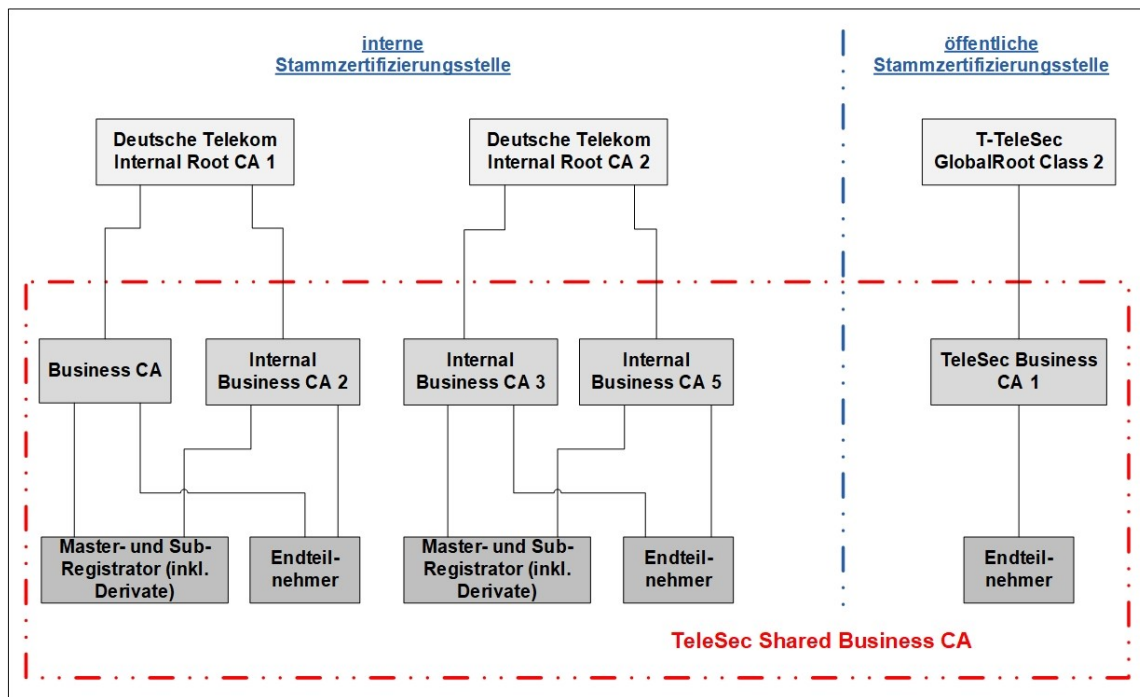 interne
Stammzertifizierungsstelle
öffentliche
Stammzertifizierungsstelle
Deutsche Telekom
Internal Root CA 1
Deutsche Telekom
Internal Root CA 2
T-TeleSec
GlobalRoot Class 2
Business CA
Internal
Business CA 2
Internal
Business CA 3
Internal
Business CA 5
TeleSec Business
CA 1
Master- und Sub-
Registrator (inkl.
Derivate)
Endteil-
nehmer
Master- und Sub-
Registrator (inkl.
Derivate)
Endteil-
nehmer
Endteil-
nehmer
TeleSec Shared Business CA